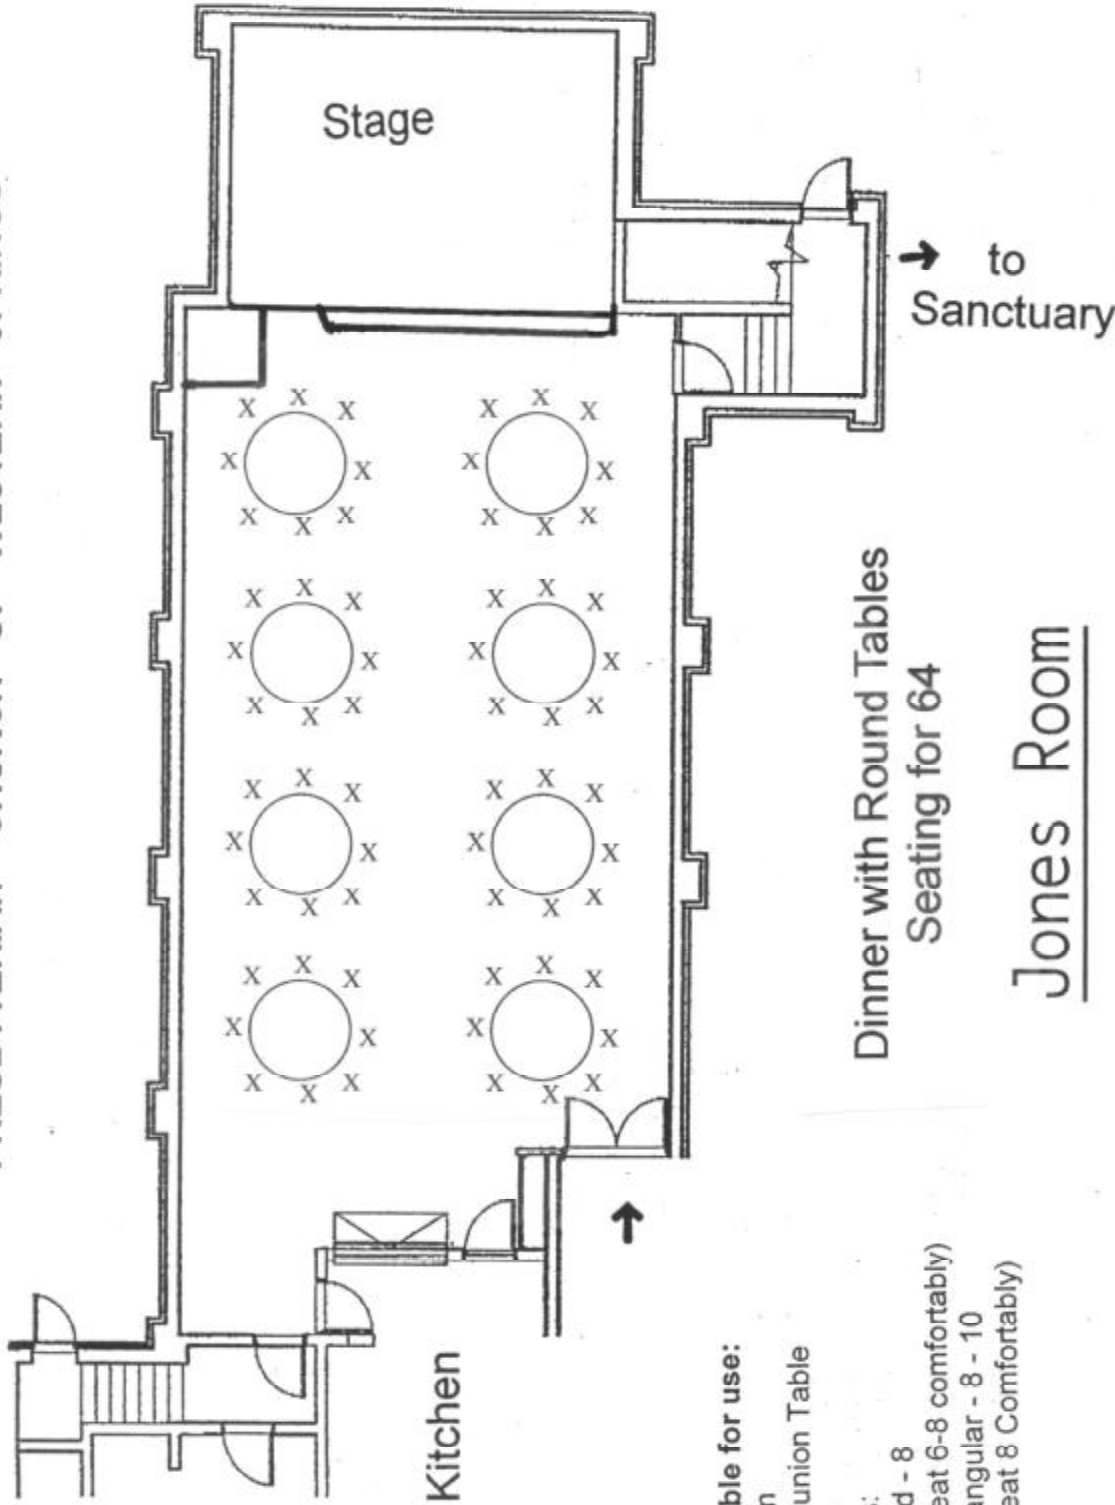 Stage
to
Sanctuary
Dinner with Round Tables
Seating for 64
Jones Room
Kitchen
ble for use:
union Table
d - 8
eat 6-8 comfortably)
angular - 8 - 10
eat 8 Comfortably)